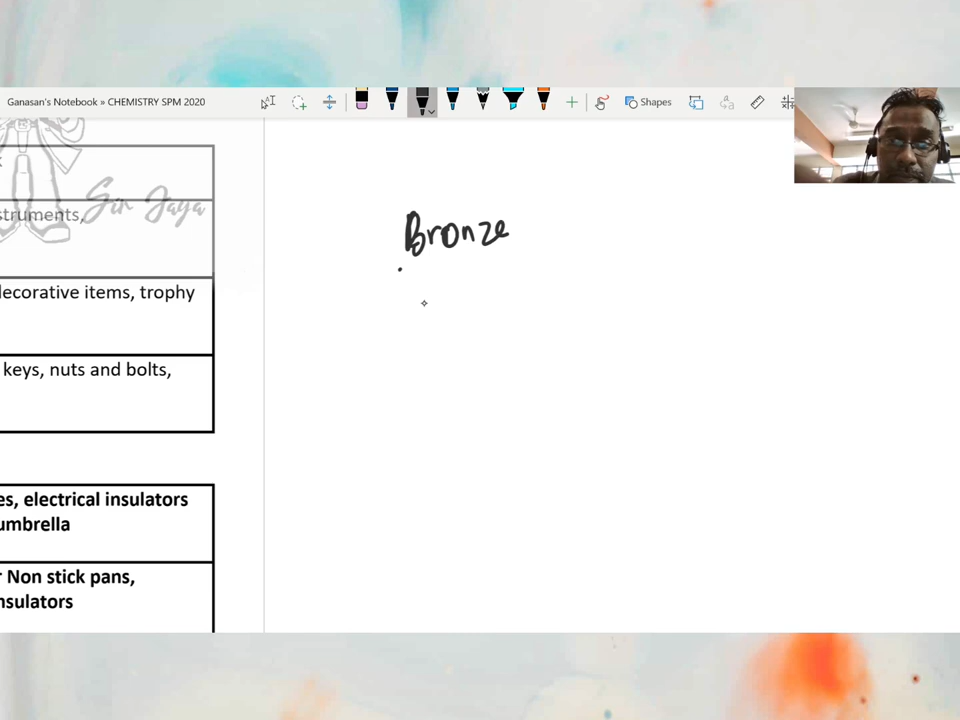 Ganasan's Notebook » CHEMISTRY SPM 2020
Shapes
Sir Jaya
struments,
decorative items, trophy
keys, nuts and bolts,
es, electrical insulators
umbrella
Non stick pans,
nsulators
Bronze